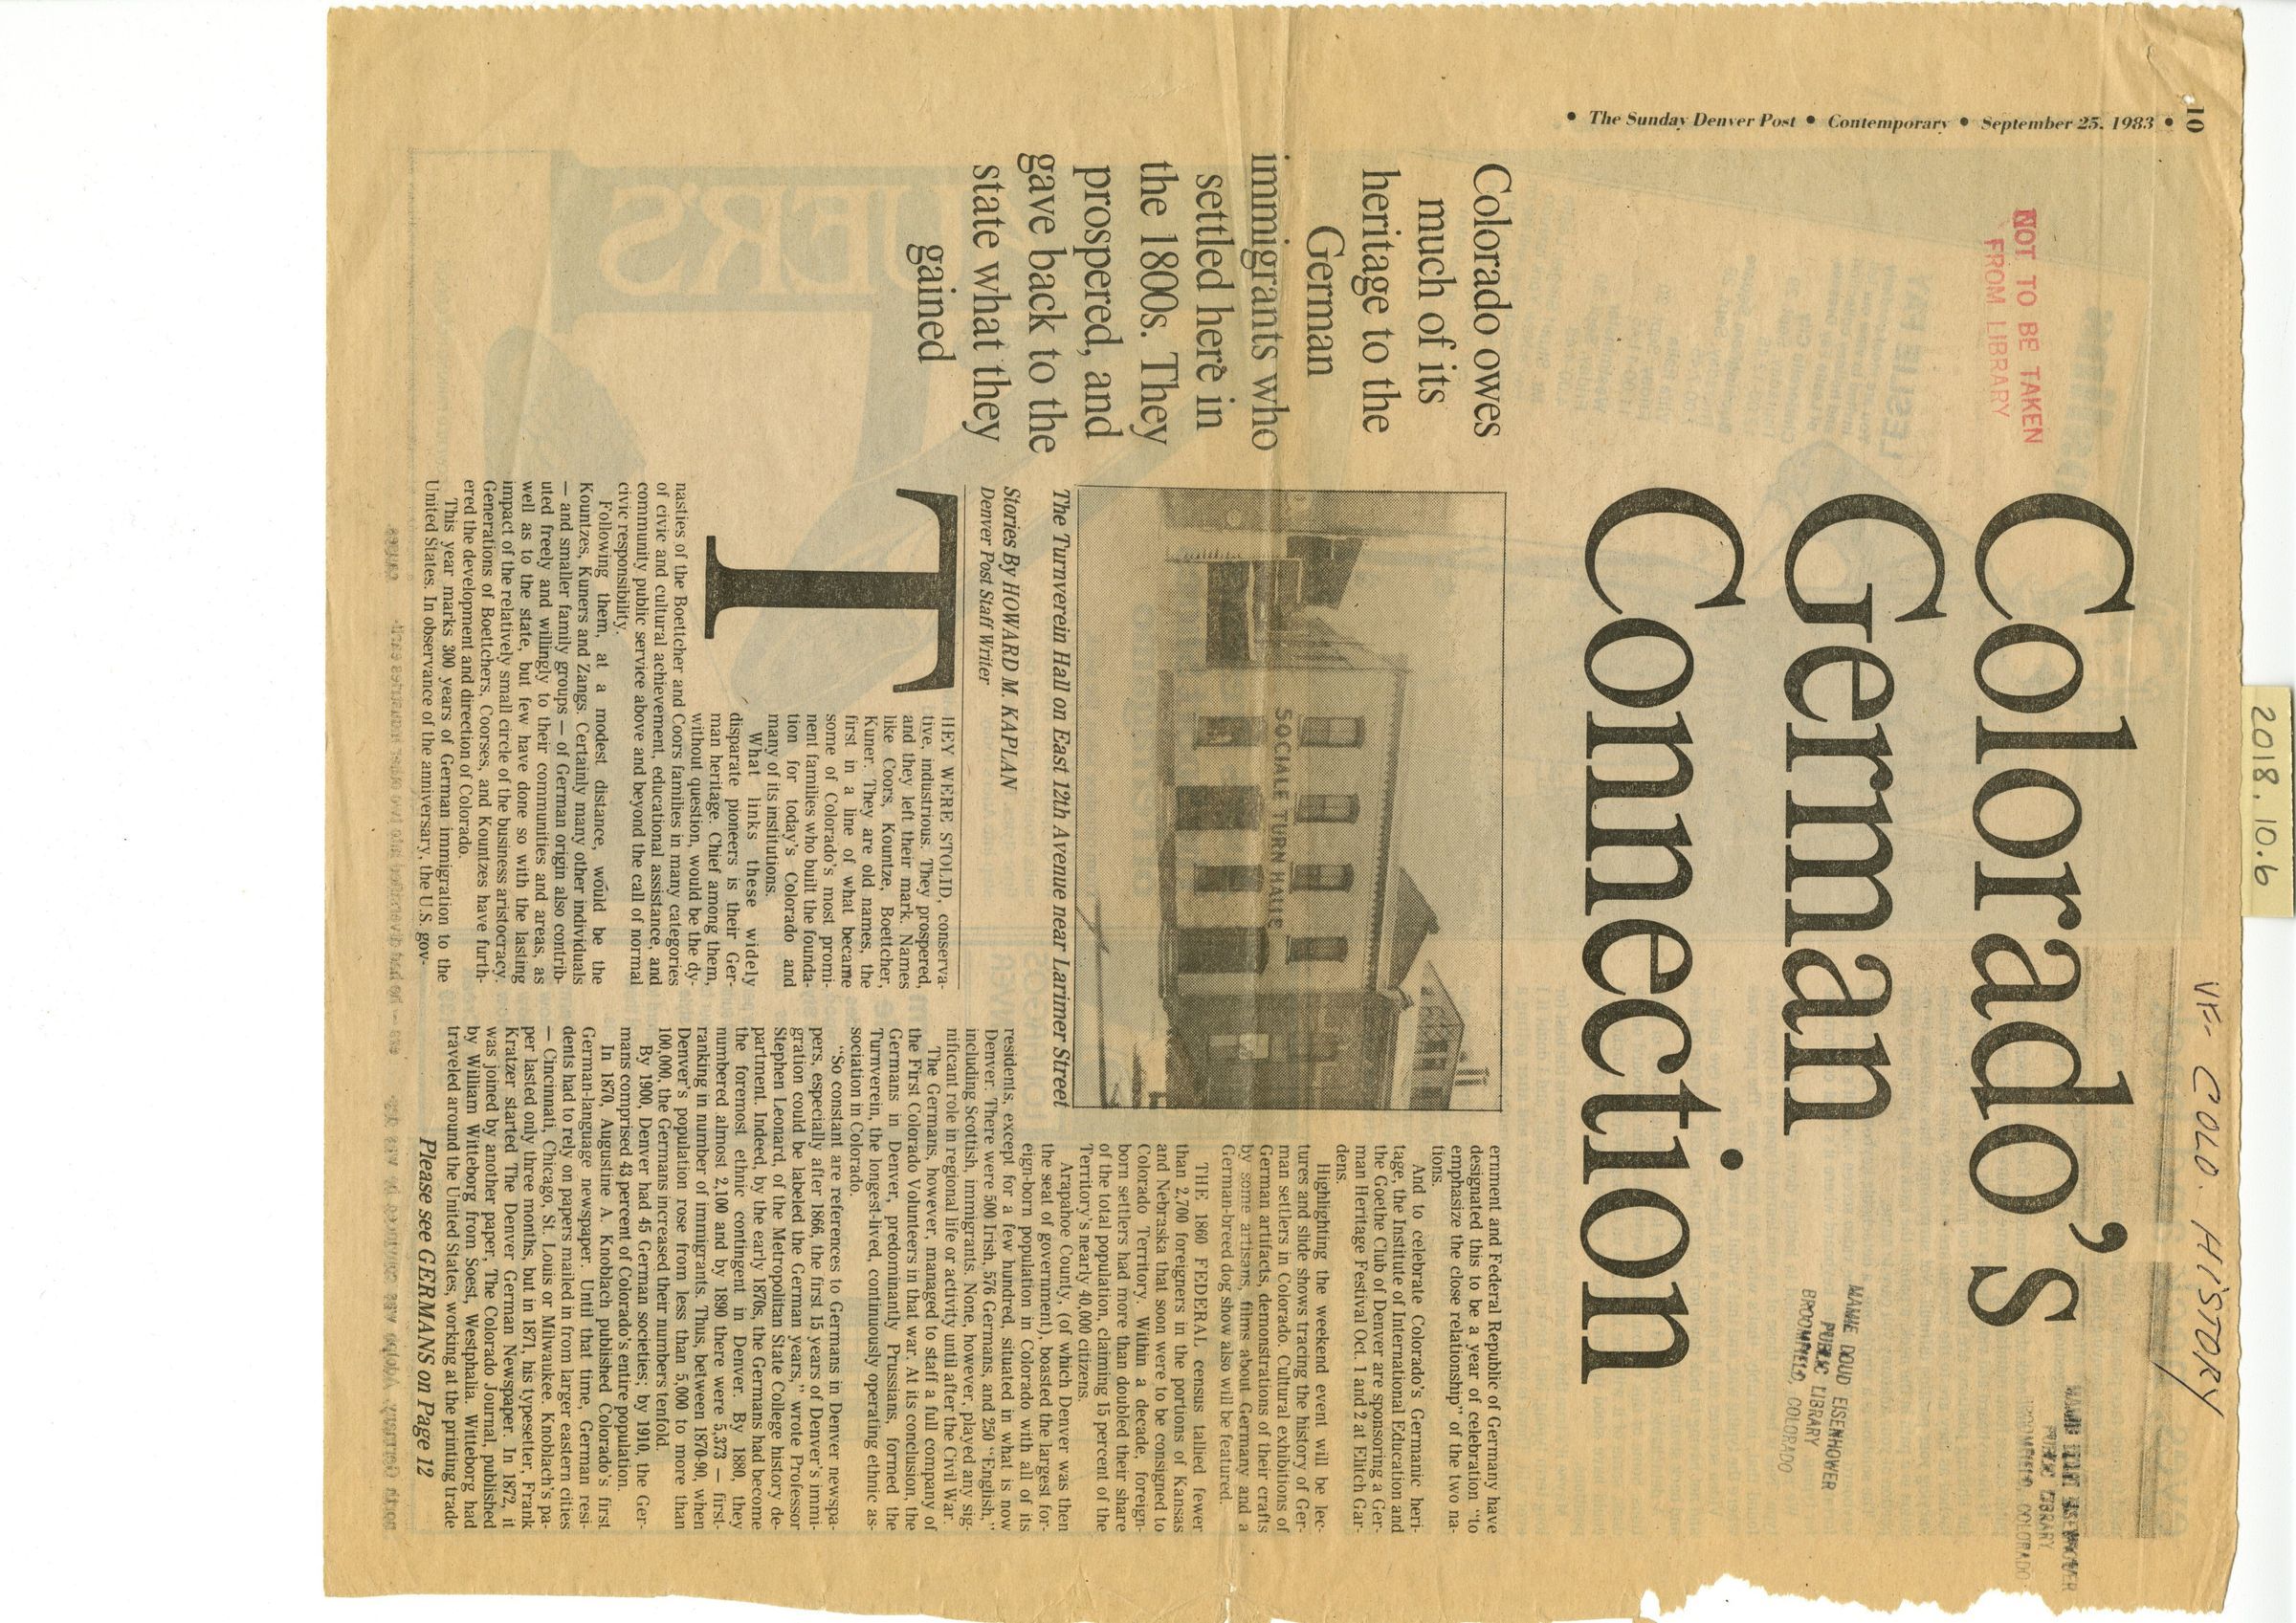 2018.10.6
VF- COLO. HISTORY
10
• The Sunday Denver Post • Contemporary • September 25, 1983 •
NOT TO BE TAKEN
FROM LIBRARY
MAMIE DOUD EISENHOWER
PUBLIC LIBRARY
BROOMFIELD, COLORADO
MAMIE DOUD EISENHOWER
PUBLIC LIBRARY
BROOMFIELD, COLORADO
Colorado's
German
Connection
Colorado owes
much of its
heritage to the
German
immigrants who
settled here in
the 1800s. They
prospered, and
gave back to the
state what they
gained
SOCIALE TURN HALLE
The Turnverein Hall on East 12th Avenue near Larimer Street
Stories By HOWARD M. KAPLAN
Denver Post Staff Writer
THEY WERE STOLID, conserva-
tive, industrious. They prospered,
and they left their mark. Names
like Coors, Kountze, Boettcher,
Kuner. They are old names, the
first in a line of what became
some of Colorado's most promi-
nent families who built the founda-
tion for today's Colorado and
many of its institutions.
What links these widely
disparate pioneers is their Ger-
man heritage. Chief among them,
without question, would be the dy-
nasties of the Boettcher and Coors families in many categories
of civic and cultural achievement, educational assistance, and
community public service above and beyond the call of normal
civic responsibility.
Following them, at a modest distance, would be the
Kountzes, Kuners and Zangs. Certainly many other individuals
— and smaller family groups — of German origin also contrib-
uted freely and willingly to their communities and areas, as
well as to the state, but few have done so with the lasting
impact of the relatively small circle of the business aristocracy.
Generations of Boettchers, Coorses, and Kountzes have furth-
ered the development and direction of Colorado.
This year marks 300 years of German immigration to the
United States. In observance of the anniversary, the U.S. gov-
ernment and Federal Republic of Germany have
designated this to be a year of celebration "to
emphasize the close relationship" of the two na-
tions.
And to celebrate Colorado's Germanic heri-
tage, the Institute of International Education and
the Goethe Club of Denver are sponsoring a Ger-
man Heritage Festival Oct. 1 and 2 at Elitch Gar-
dens.
Highlighting the weekend event will be lec-
tures and slide shows tracing the history of Ger-
man settlers in Colorado. Cultural exhibitions of
German artifacts, demonstrations of their crafts
by some artisans, films about Germany and a
German-breed dog show also will be featured.
THE 1860 FEDERAL census tallied fewer
than 2,700 foreigners in the portions of Kansas
and Nebraska that soon were to be consigned to
Colorado Territory. Within a decade, foreign-
born settlers had more than doubled their share
of the total population, claiming 15 percent of the
Territory's nearly 40,000 citizens.
Arapahoe County, (of which Denver was then
the seat of government), boasted the largest for-
eign-born population in Colorado with all of its
residents, except for a few hundred, situated in what is now
Denver. There were 500 Irish, 576 Germans, and 250 "English,"
including Scottish, immigrants. None, however, played any sig-
nificant role in regional life or activity until after the Civil War.
The Germans, however, managed to staff a full company of
the First Colorado Volunteers in that war. At its conclusion, the
Germans in Denver, predominantly Prussians, formed the
Turnverein, the longest-lived, continuously operating ethnic as-
sociation in Colorado.
"So constant are references to Germans in Denver newspa-
pers, especially after 1866, the first 15 years of Denver's immi-
gration could be labeled the German years," wrote Professor
Stephen Leonard, of the Metropolitan State College history de-
partment. Indeed, by the early 1870s, the Germans had become
the foremost ethnic contingent in Denver. By 1880, they
numbered almost 2,100 and by 1890 there were 5,373 — first-
ranking in number of immigrants. Thus, between 1870-90, when
Denver's population rose from less than 5,000 to more than
100,000, the Germans increased their numbers tenfold.
By 1900, Denver had 45 German societies; by 1910, the Ger-
mans comprised 43 percent of Colorado's entire population.
In 1870, Augustine A. Knoblach published Colorado's first
German-language newspaper. Until that time, German resi-
dents had to rely on papers mailed in from larger eastern cities
— Cincinnati, Chicago, St. Louis or Milwaukee. Knoblach's pa-
per lasted only three months, but in 1871, his typesetter, Frank
Kratzer started The Denver German Newspaper. In 1872, it
was joined by another paper, The Colorado Journal, published
by William Witteborg from Soest, Westphalia. Witteborg had
traveled around the United States, working at the printing trade
Please see GERMANS on Page 12